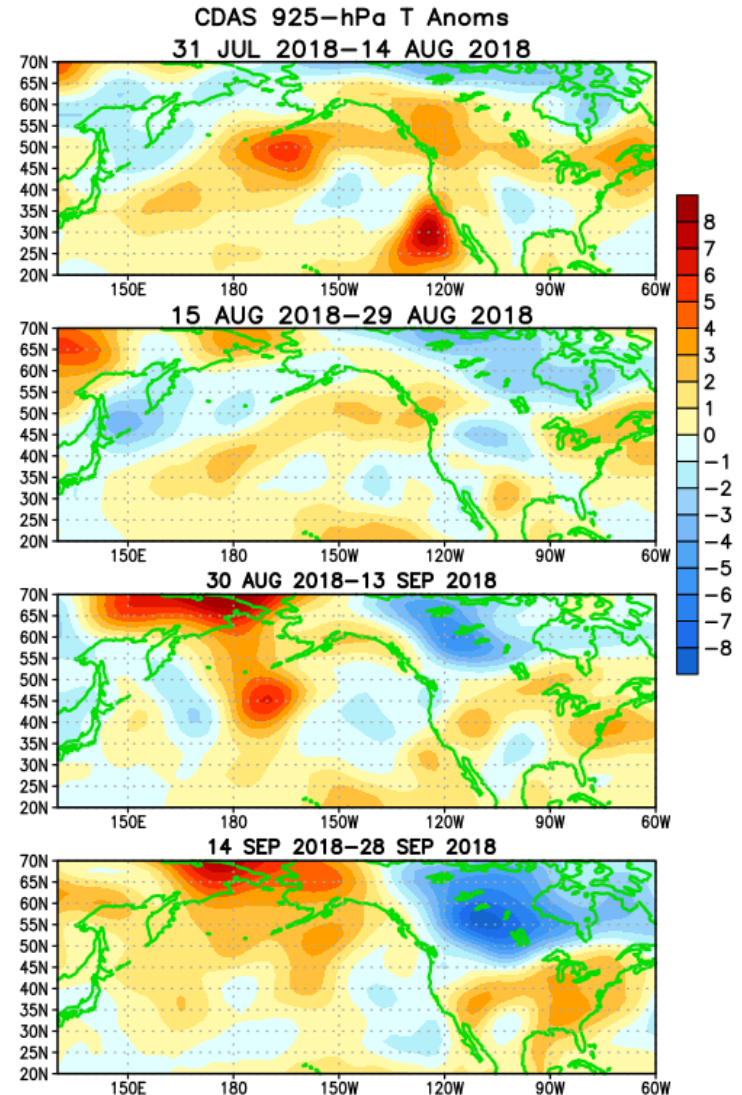 CDAS 925-hPa T Anoms
31 JUL 2018-14 AUG 2018
70N
65N
60N
55N
50N
45N
40N
35N
30N
25N
20N
150E 180 150W 120W 90W 60W
15 AUG 2018-29 AUG 2018
70N
65N
60N
55N
50N
45N
40N
35N
30N
25N
20N
150E 180 150W 120W 90W 60W
30 AUG 2018-13 SEP 2018
70N
65N
60N
55N
50N
45N
40N
35N
30N
25N
20N
150E 180 150W 120W 90W 60W
14 SEP 2018-28 SEP 2018
70N
65N
60N
55N
50N
45N
40N
35N
30N
25N
20N
150E 180 150W 120W 90W 60W
8
7
6
5
4
3
2
1
0
-1
-2
-3
-4
-5
-6
-7
-8